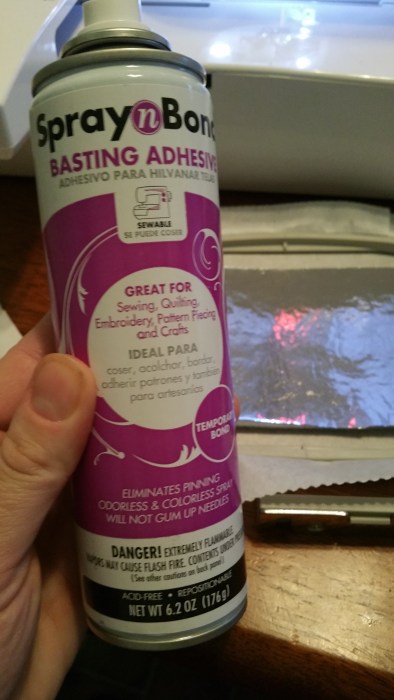 Spray n Bond
BASTING ADHESIVE
ADHESIVO PARA HILVANAR TELAS
SEWABLE
SE PUEDE COSER
GREAT FOR
Sewing, Quilting,
Embroidery, Pattern Piecing
and Crafts
IDEAL PARA
coser, acolchar, bordar,
adherir patrones y también
para artesanías
TEMPORARY
BOND
ELIMINATES PINNING
ODORLESS & COLORLESS SPRAY
WILL NOT GUM UP NEEDLES
DANGER! EXTREMELY FLAMMABLE.
VAPORS MAY CAUSE FLASH FIRE. CONTENTS UNDER
(See other cautions on back panel)
ACID-FREE • REPOSITIONABLE
NET WT 6.2 OZ (176g)